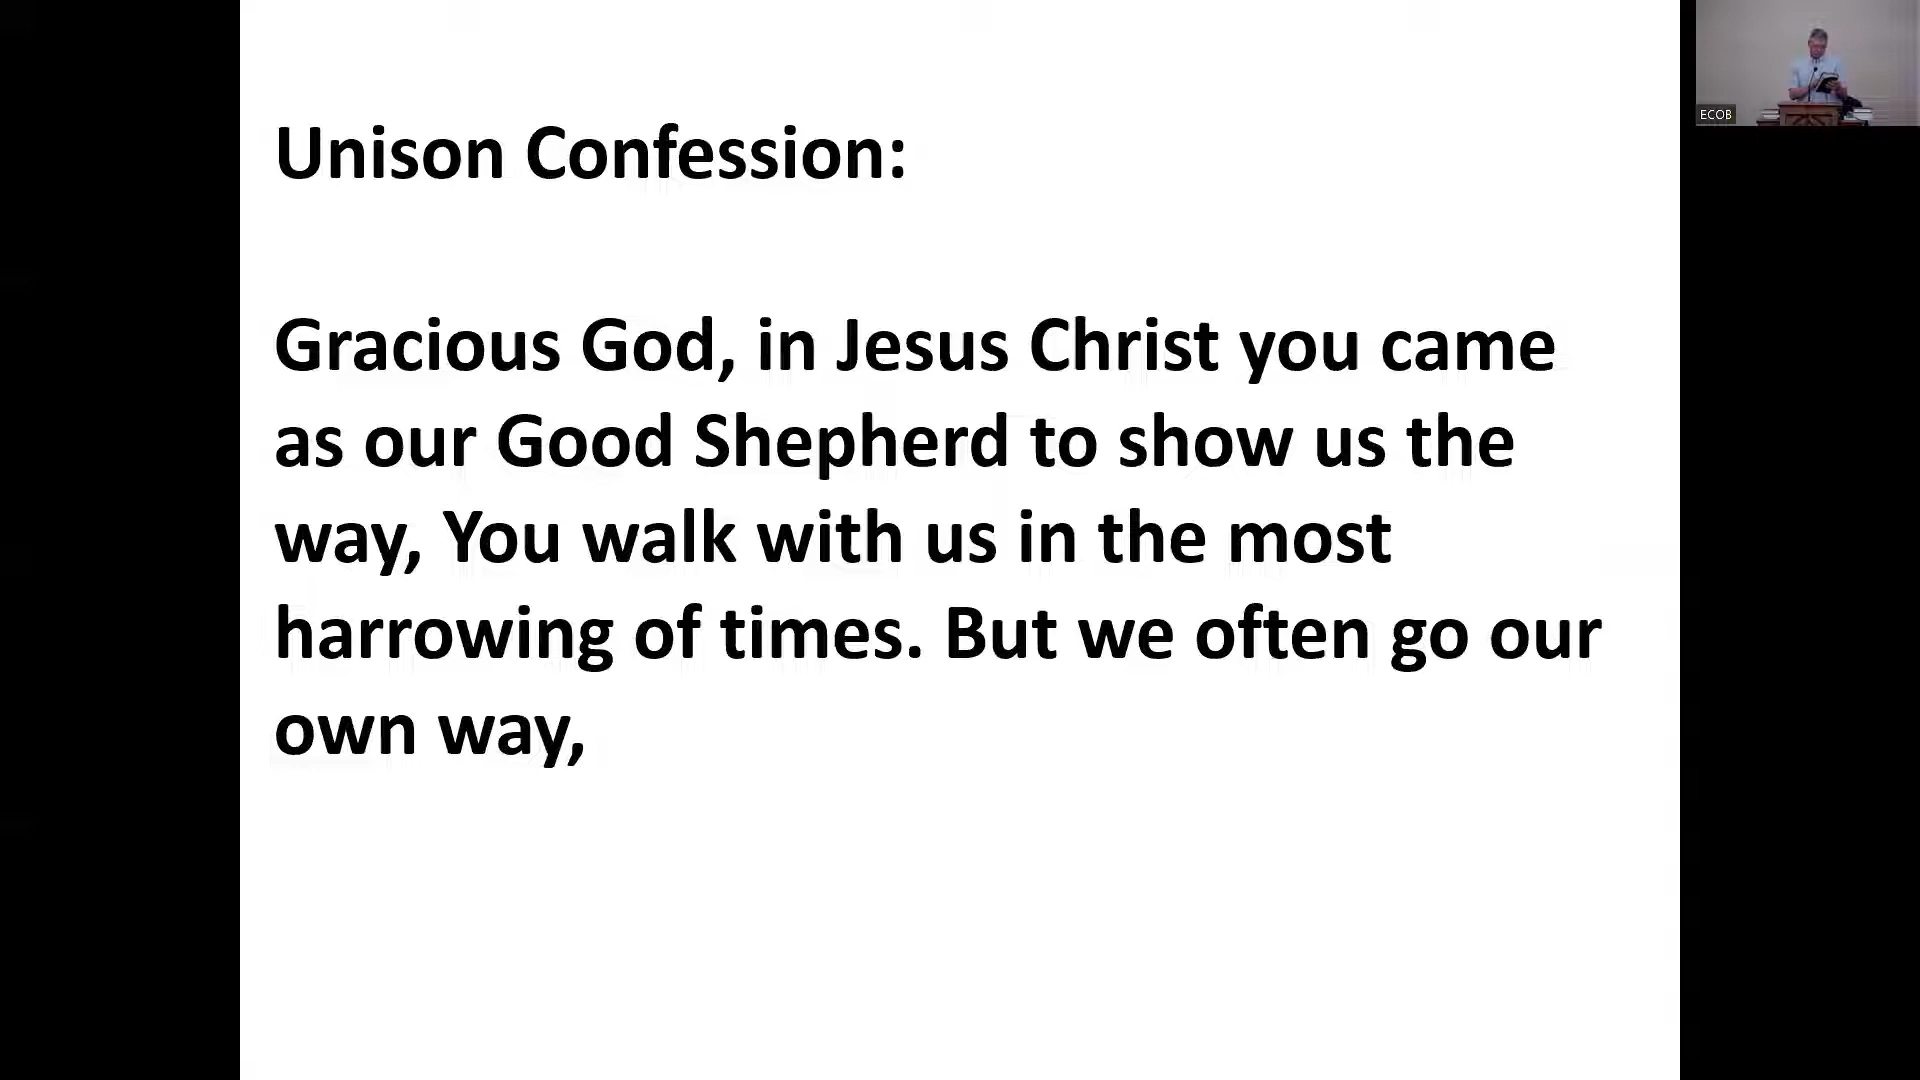 Unison Confession:
Gracious God, in Jesus Christ you came
as our Good Shepherd to show us the
way, You walk with us in the most
harrowing of times. But we often go our
own way,
ECOB